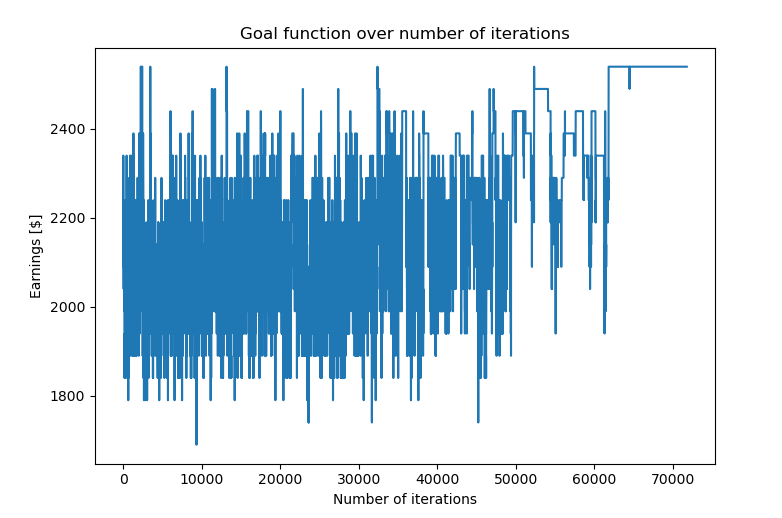 Goal function over number of iterations
Earnings [$]
2400
2200
2000
1800
0 10000 20000 30000 40000 50000 60000 70000
Number of iterations